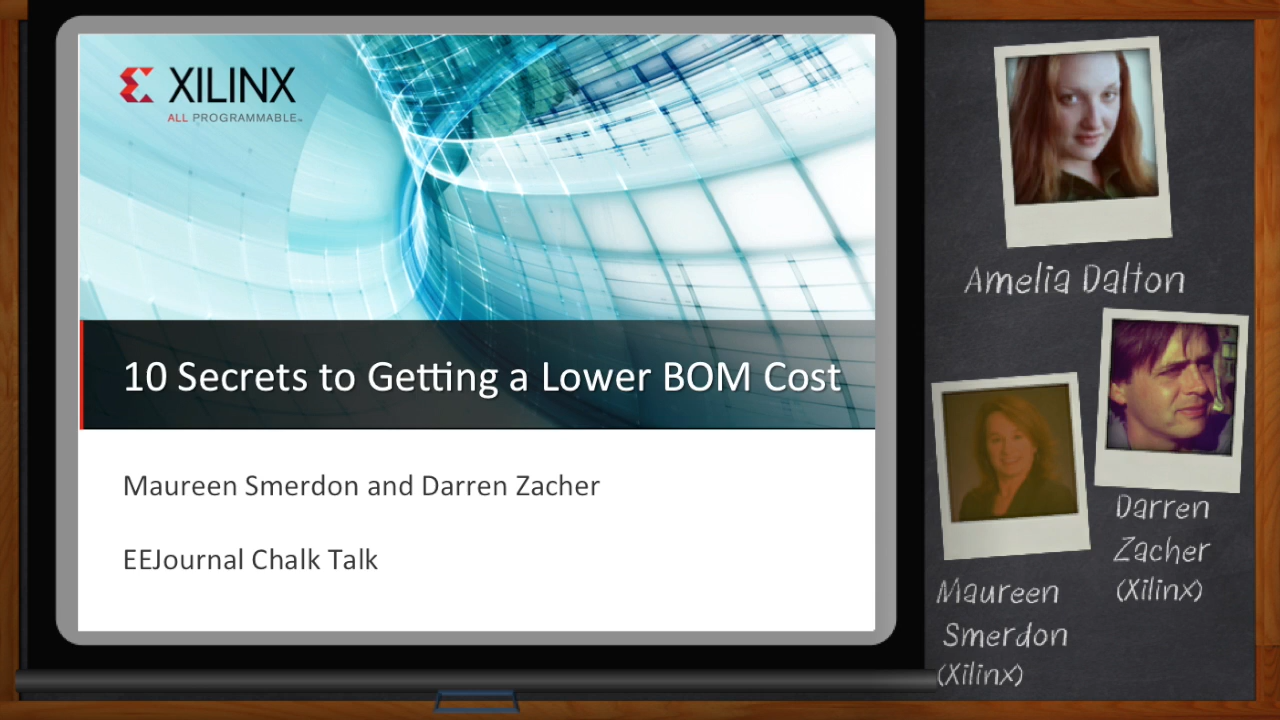 XILINX
ALL PROGRAMMABLE™
10 Secrets to Getting a Lower BOM Cost
Maureen Smerdon and Darren Zacher
EEJournal Chalk Talk
Amelia Dalton
Darren
Zacher
(Xilinx)
Maureen
Smerdon
(Xilinx)